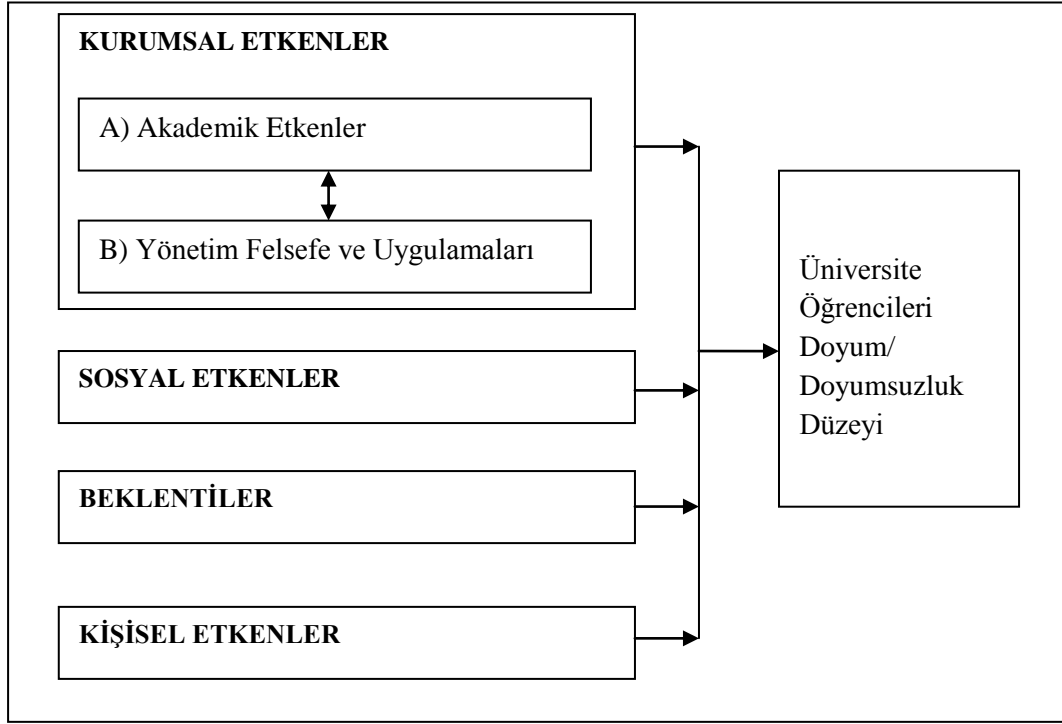 KURUMSAL ETKENLER
A) Akademik Etkenler
B) Yönetim Felsefe ve Uygulamaları
SOSYAL ETKENLER
BEKLENTİLER
KİŞİSEL ETKENLER
Üniversite
Öğrencileri
Doyum/
Doyumsuzluk
Düzeyi